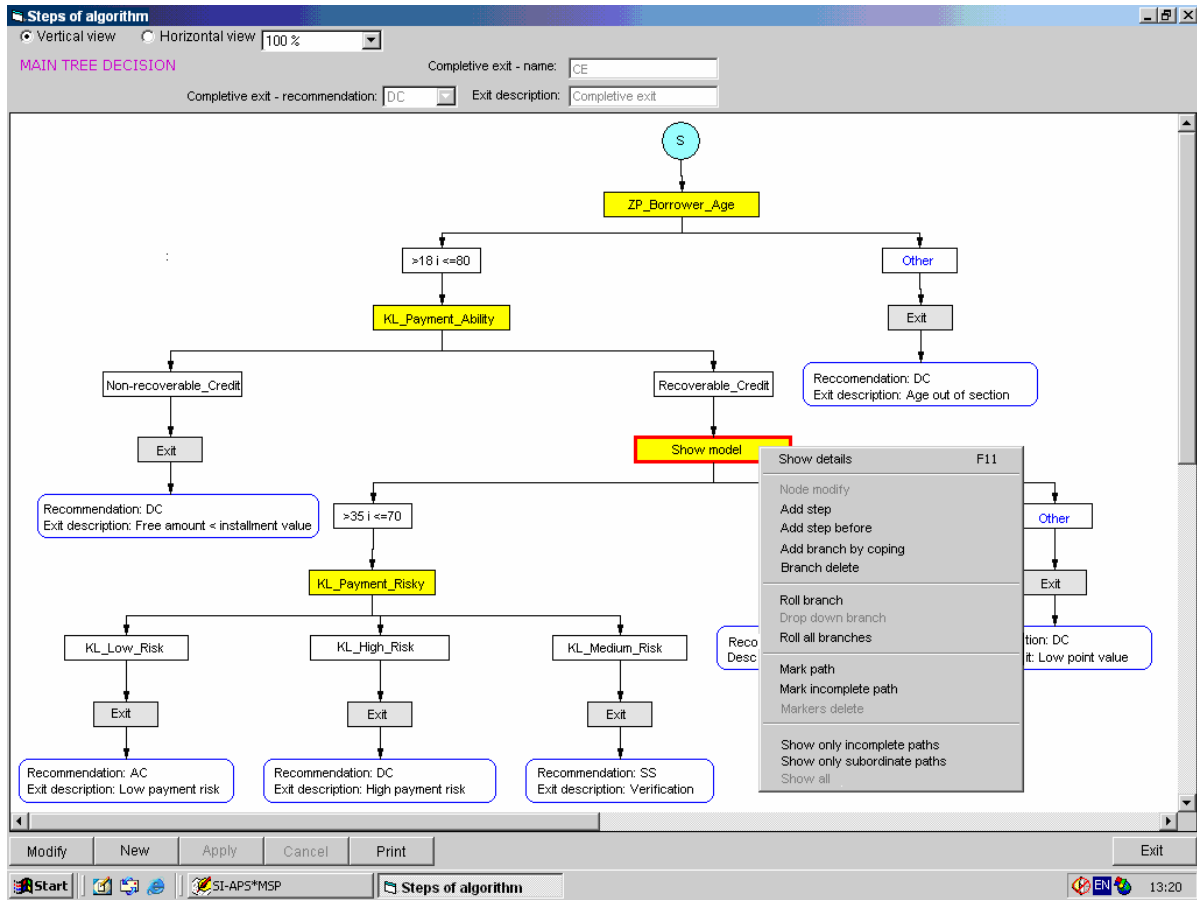 Steps of algorithm
Vertical view Horizontal view 100 %
MAIN TREE DECISION
Completive exit - name: CE
Completive exit - recommendation: DC Exit description: Completive exit
S
ZP_Borrower_Age
>18 i <=80 Other
KL_Payment_Ability Exit
Non-recoverable_Credit Recoverable_Credit
Reccomendation: DC
Exit description: Age out of section
Exit Show model
Recommendation: DC
Exit description: Free amount < installment value
>35 i <=70 Other
KL_Payment_Risky Exit
KL_Low_Risk KL_High_Risk KL_Medium_Risk
Reco
Desc
tion: DC
it: Low point value
Exit Exit Exit
Recommendation: AC
Exit description: Low payment risk
Recommendation: DC
Exit description: High payment risk
Recommendation: SS
Exit description: Verification
Show details F11
Node modify
Add step
Add step before
Add branch by coping
Branch delete
Roll branch
Drop down branch
Roll all branches
Mark path
Mark incomplete path
Markers delete
Show only incomplete paths
Show only subordinate paths
Show all
Modify New Apply Cancel Print Exit
Start SI-APS*MSP Steps of algorithm EN 13:20